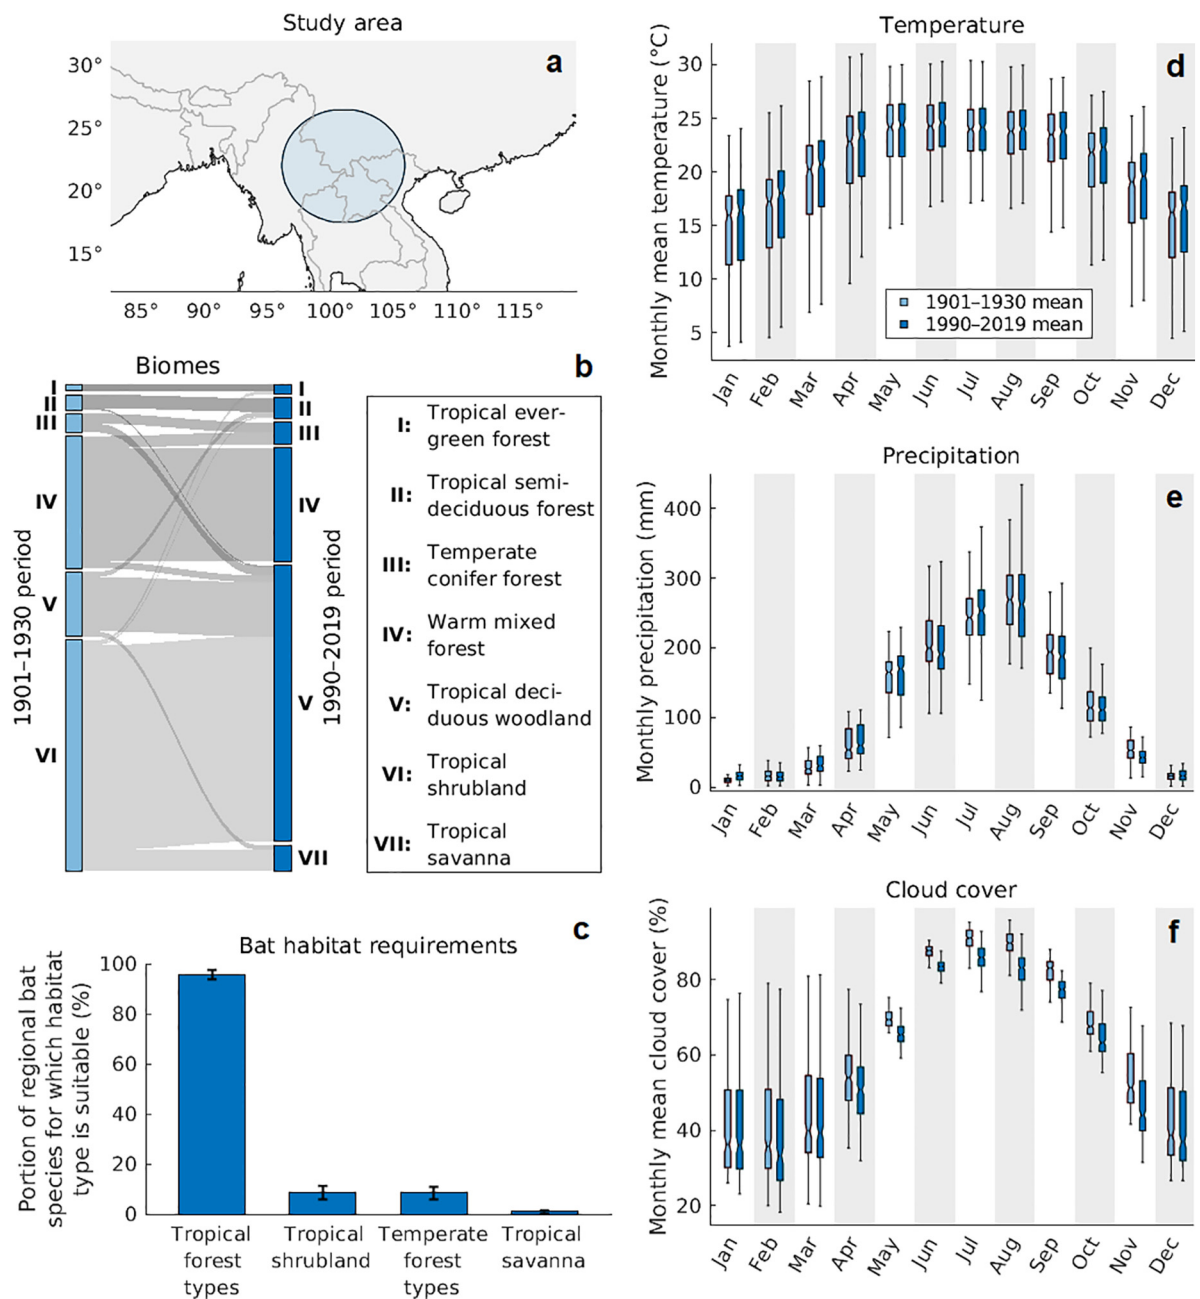 Study area
a
30°
25°
20°
15°
85°
90°
95°
100°
105°
110°
115°
Biomes
b
1901–1930 period
I
II
III
IV
V
VI
I
II
III
IV
V
VII
1990–2019 period
I: Tropical ever-
green forest
II: Tropical semi-
deciduous forest
III: Temperate
conifer forest
IV: Warm mixed
forest
V: Tropical deci-
duous woodland
VI: Tropical
shrubland
VII: Tropical
savanna
Bat habitat requirements
c
Portion of regional bat
species for which habitat
type is suitable (%)
100
80
60
40
20
0
Tropical
forest
types
Tropical
shrubland
Temperate
forest
types
Tropical
savanna
Temperature
d
Monthly mean temperature (°C)
30
25
20
15
10
5
1901–1930 mean
1990–2019 mean
Jan
Feb
Mar
Apr
May
Jun
Jul
Aug
Sep
Oct
Nov
Dec
Precipitation
e
Monthly precipitation (mm)
400
300
200
100
0
Jan
Feb
Mar
Apr
May
Jun
Jul
Aug
Sep
Oct
Nov
Dec
Cloud cover
f
Monthly mean cloud cover (%)
80
60
40
20
Jan
Feb
Mar
Apr
May
Jun
Jul
Aug
Sep
Oct
Nov
Dec